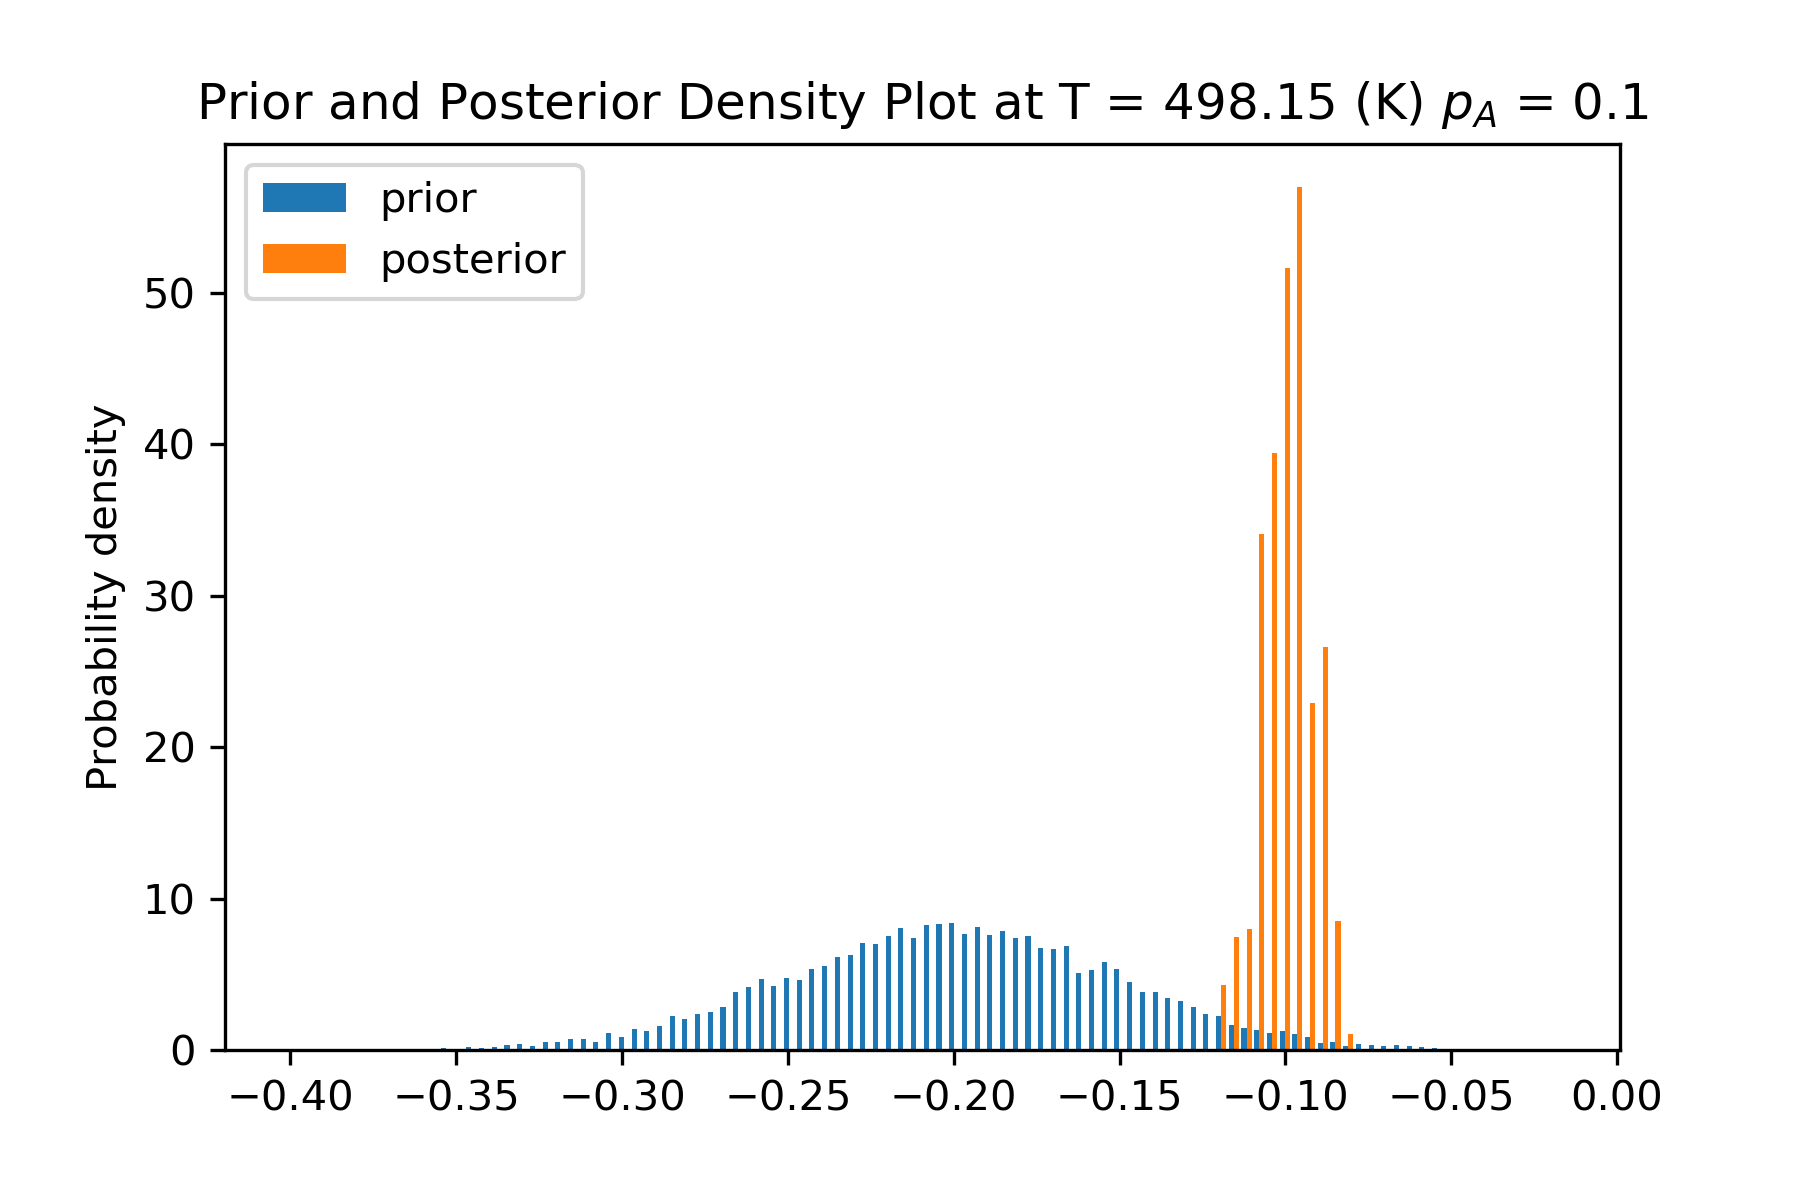 Prior and Posterior Density Plot at T = 498.15 (K) p_A = 0.1
prior
posterior
Probability density
50
40
30
20
10
0
−0.40 −0.35 −0.30 −0.25 −0.20 −0.15 −0.10 −0.05 0.00